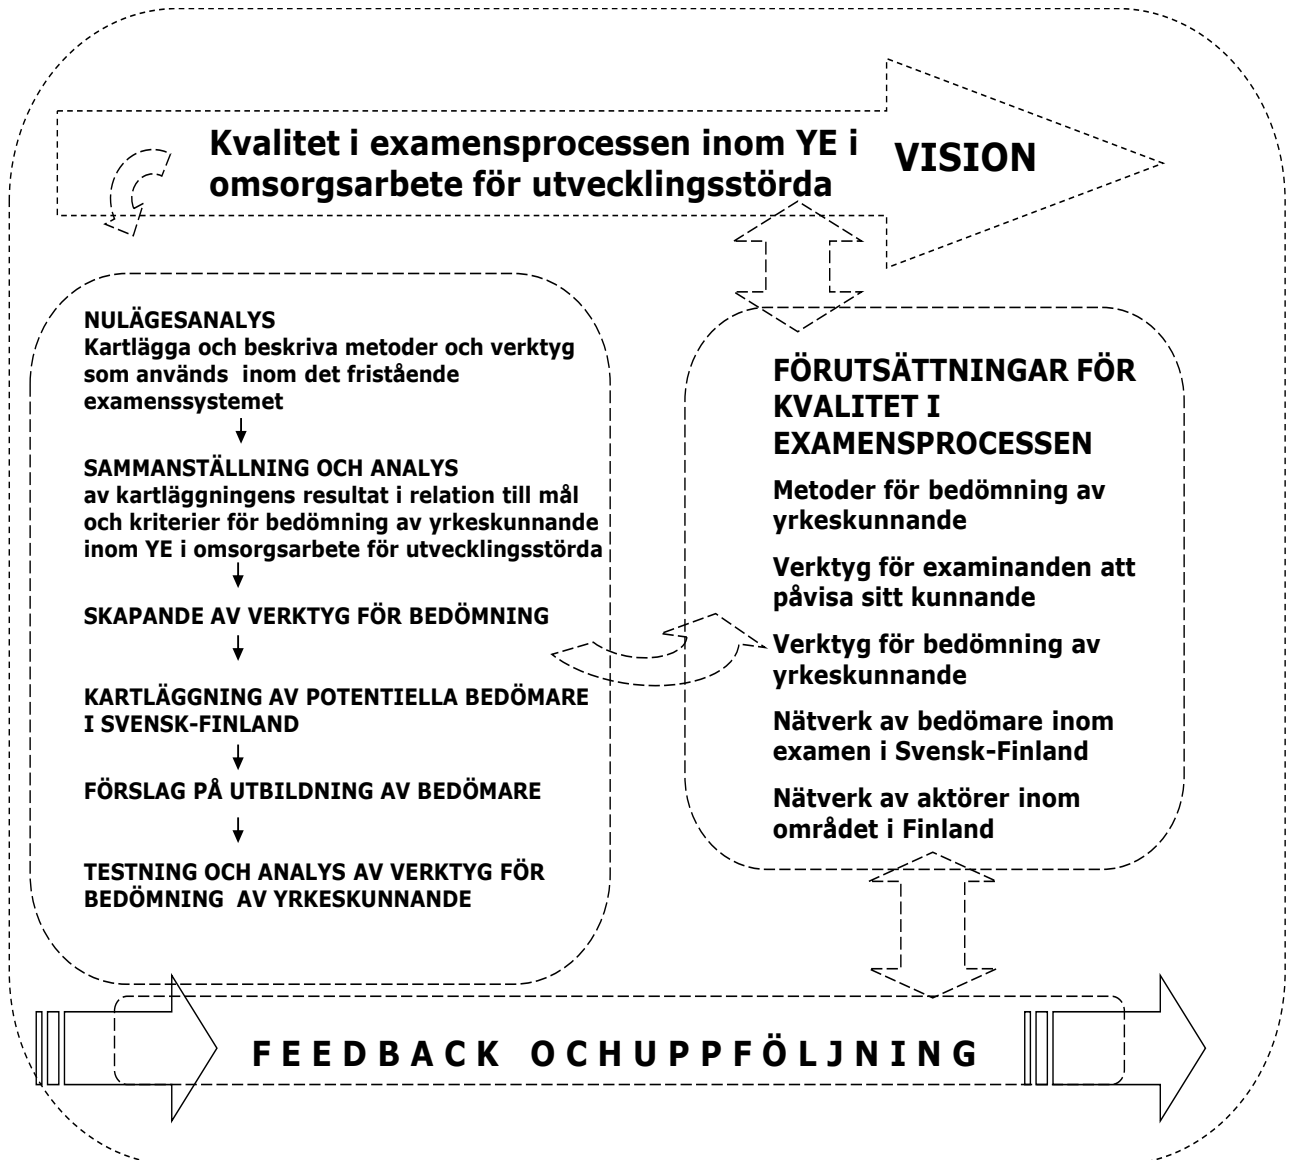 Kvalitet i examensprocessen inom YE i
omsorgsarbete för utvecklingsstörda
VISION
NULÄGESANALYS
Kartlägga och beskriva metoder och verktyg
som används  inom det fristående
examenssystemet
SAMMANSTÄLLNING OCH ANALYS
av kartläggningens resultat i relation till mål
och kriterier för bedömning av yrkeskunnande
inom YE i omsorgsarbete för utvecklingsstörda
SKAPANDE AV VERKTYG FÖR BEDÖMNING
KARTLÄGGNING AV POTENTIELLA BEDÖMARE
I SVENSK-FINLAND
FÖRSLAG PÅ UTBILDNING AV BEDÖMARE
TESTNING OCH ANALYS AV VERKTYG FÖR
BEDÖMNING  AV YRKESKUNNANDE
FÖRUTSÄTTNINGAR FÖR
KVALITET I
EXAMENSPROCESSEN
Metoder för bedömning av
yrkeskunnande
Verktyg för examinanden att
påvisa sitt kunnande
Verktyg för bedömning av
yrkeskunnande
Nätverk av bedömare inom
examen i Svensk-Finland
Nätverk av aktörer inom
området i Finland
FEEDBACK OCHUPPFÖLJNING